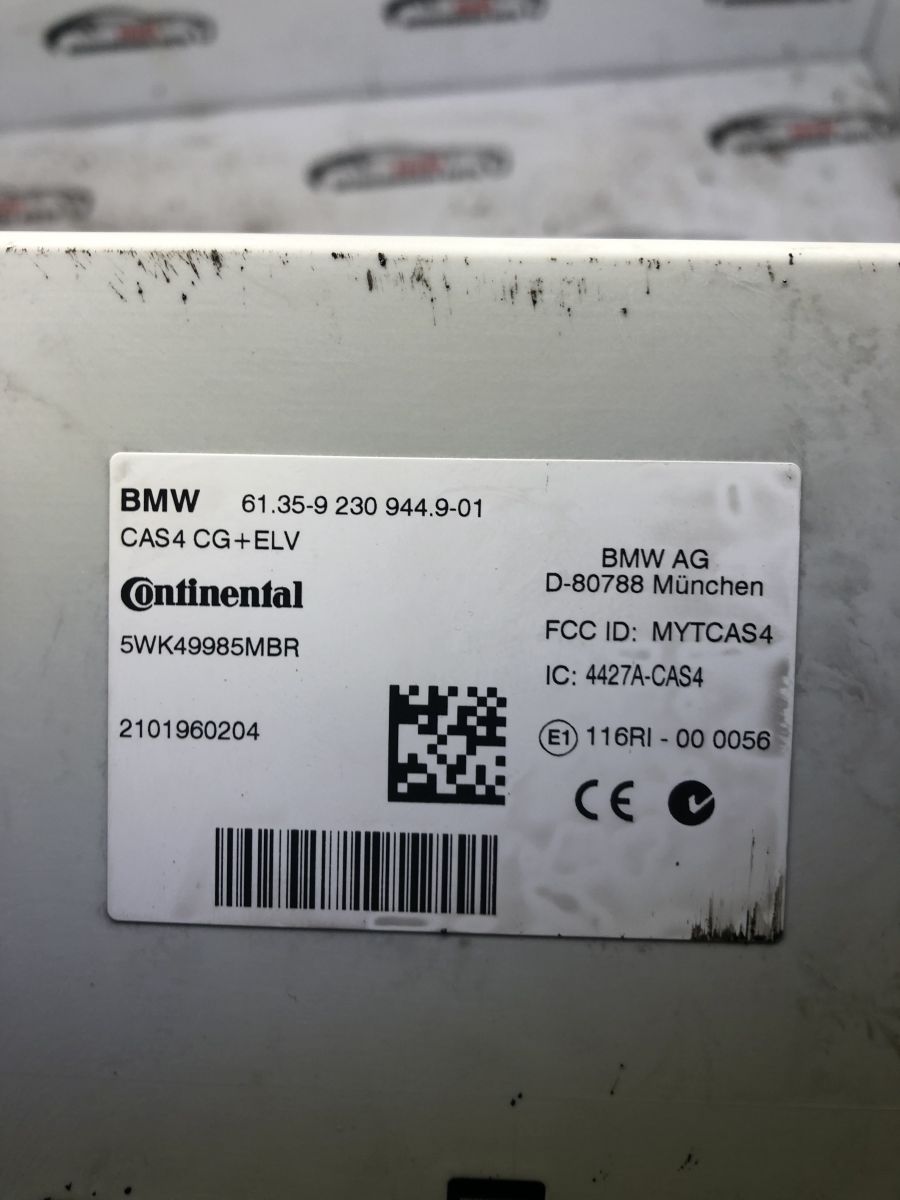 BMW 61.35-9 230 944.9-01
CAS4 CG+ELV
Continental
5WK49985MBR
2101960204
BMW AG
D-80788 München
FCC ID: MYTCAS4
IC: 4427A-CAS4
E1 116RI - 00 0056
CE